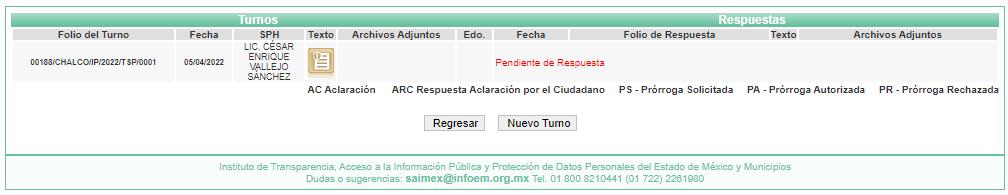 Turnos Respuestas
Folio del Turno Fecha SPH Texto Archivos Adjuntos Edo. Fecha Folio de Respuesta Texto Archivos Adjuntos
00188/CHALCO/IP/2022/TSP/0001 05/04/2022 LIC. CÉSAR
ENRIQUE
VALLEJO
SÁNCHEZ
Pendiente de Respuesta
AC Aclaración ARC Respuesta Aclaración por el Ciudadano PS - Prórroga Solicitada PA - Prórroga Autorizada PR - Prórroga Rechazada
Regresar Nuevo Turno
Instituto de Transparencia, Acceso a la Información Pública y Protección de Datos Personales del Estado de México y Municipios
Dudas o sugerencias: saimex@infoem.org.mx Tel. 01 800 8210441 (01 722) 2261980